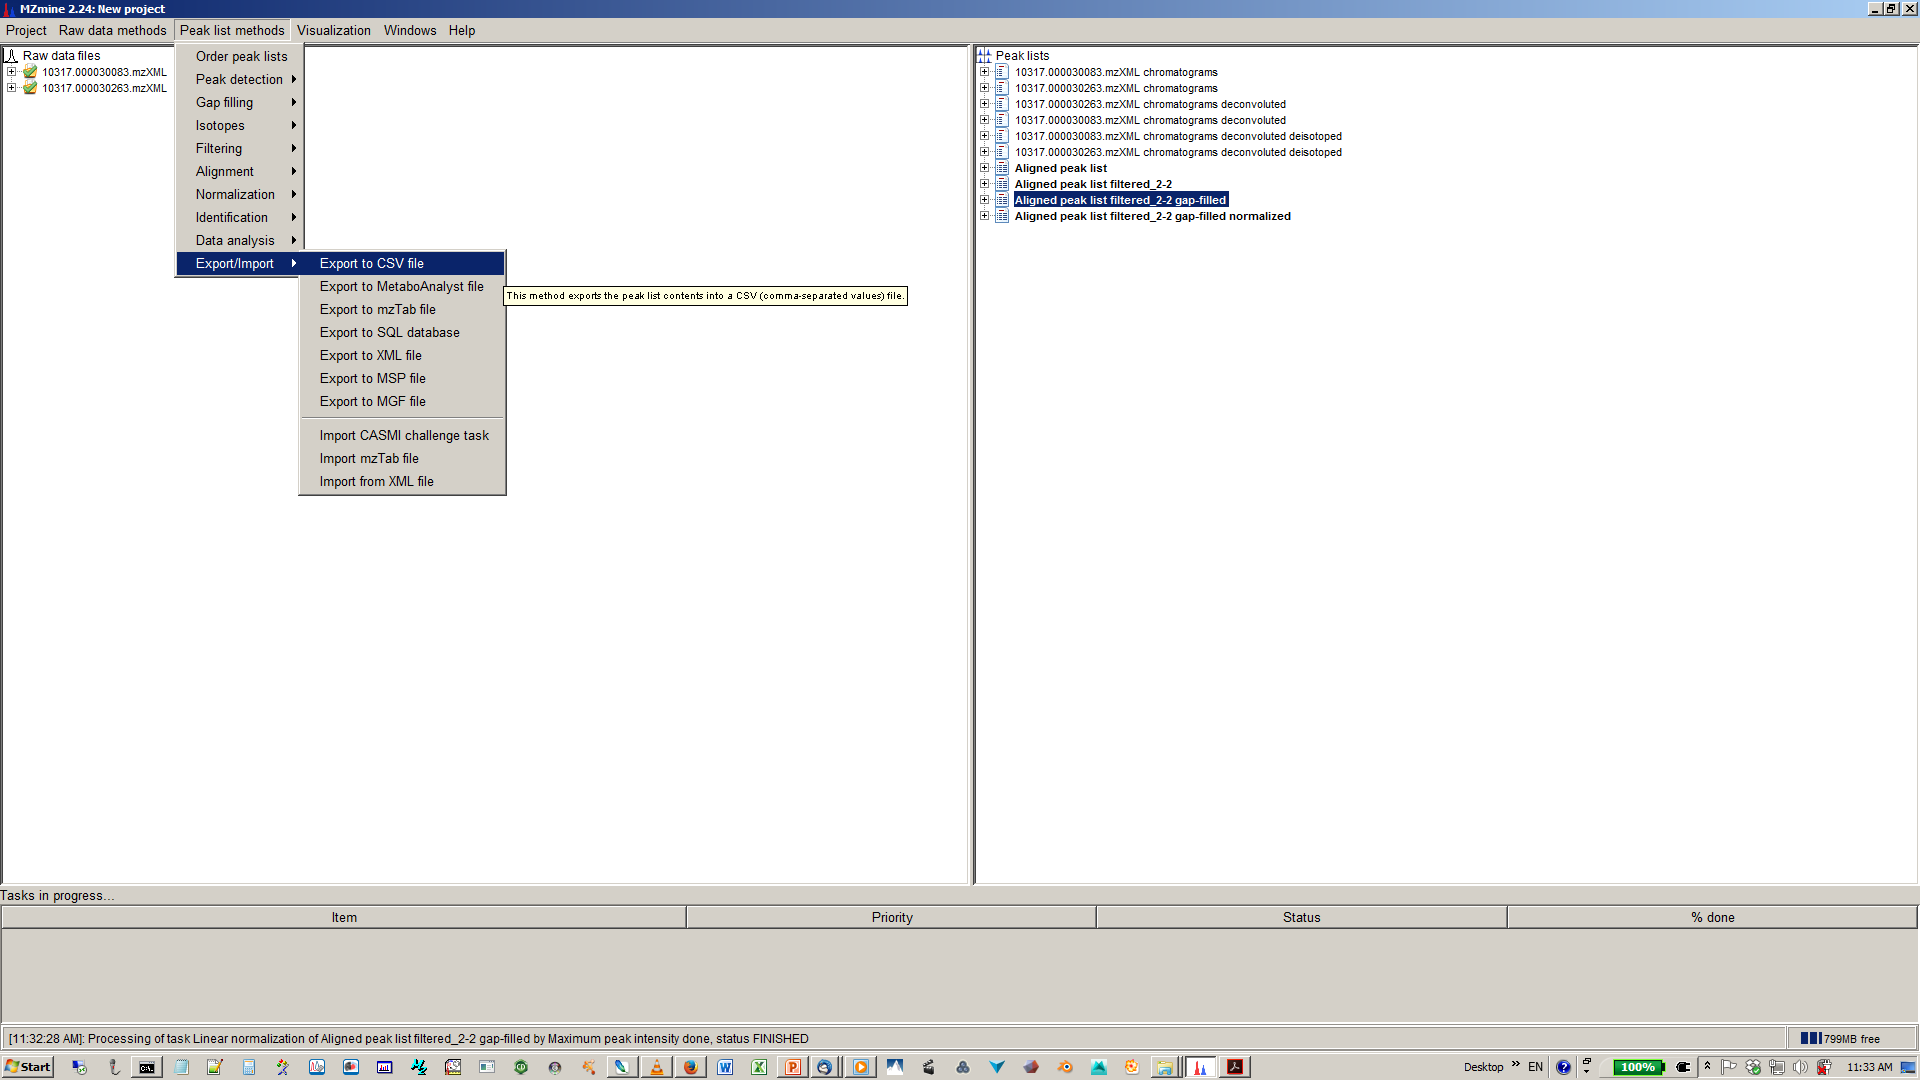 MZmine 2.24: New project
Project Raw data methods Peak list methods Visualization Windows Help
Raw data files
10317.000030083.mzXML
10317.000030263.mzXML
Order peak lists
Peak detection
Gap filling
Isotopes
Filtering
Alignment
Normalization
Identification
Data analysis
Export/Import
Export to CSV file
Export to MetaboAnalyst file
Export to mzTab file
Export to SQL database
Export to XML file
Export to MSP file
Export to MGF file
Import CASMI challenge task
Import mzTab file
Import from XML file
This method exports the peak list contents into a CSV (comma-separated values) file.
Peak lists
10317.000030083.mzXML chromatograms
10317.000030263.mzXML chromatograms
10317.000030263.mzXML chromatograms deconvoluted
10317.000030083.mzXML chromatograms deconvoluted
10317.000030083.mzXML chromatograms deconvoluted deisotoped
10317.000030263.mzXML chromatograms deconvoluted deisotoped
Aligned peak list
Aligned peak list filtered_2-2
Aligned peak list filtered_2-2 gap-filled
Aligned peak list filtered_2-2 gap-filled normalized
Tasks in progress...
Item Priority Status % done
[11:32:28 AM]: Processing of task Linear normalization of Aligned peak list filtered_2-2 gap-filled by Maximum peak intensity done, status FINISHED
799MB free
Start
Desktop
EN
100%
11:33 AM